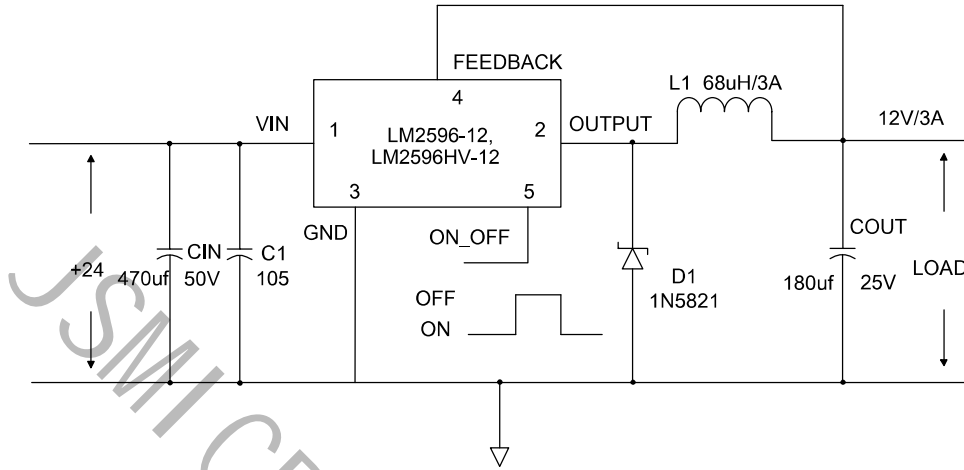 FEEDBACK
L1 68uH/3A
4
VIN
1
LM2596-12,
LM2596HV-12
2
OUTPUT
12V/3A
3
5
GND
ON_OFF
COUT
CIN
C1
+24
470uf
50V
105
D1
1N5821
180uf
25V
LOAD
OFF
ON
JSMICR